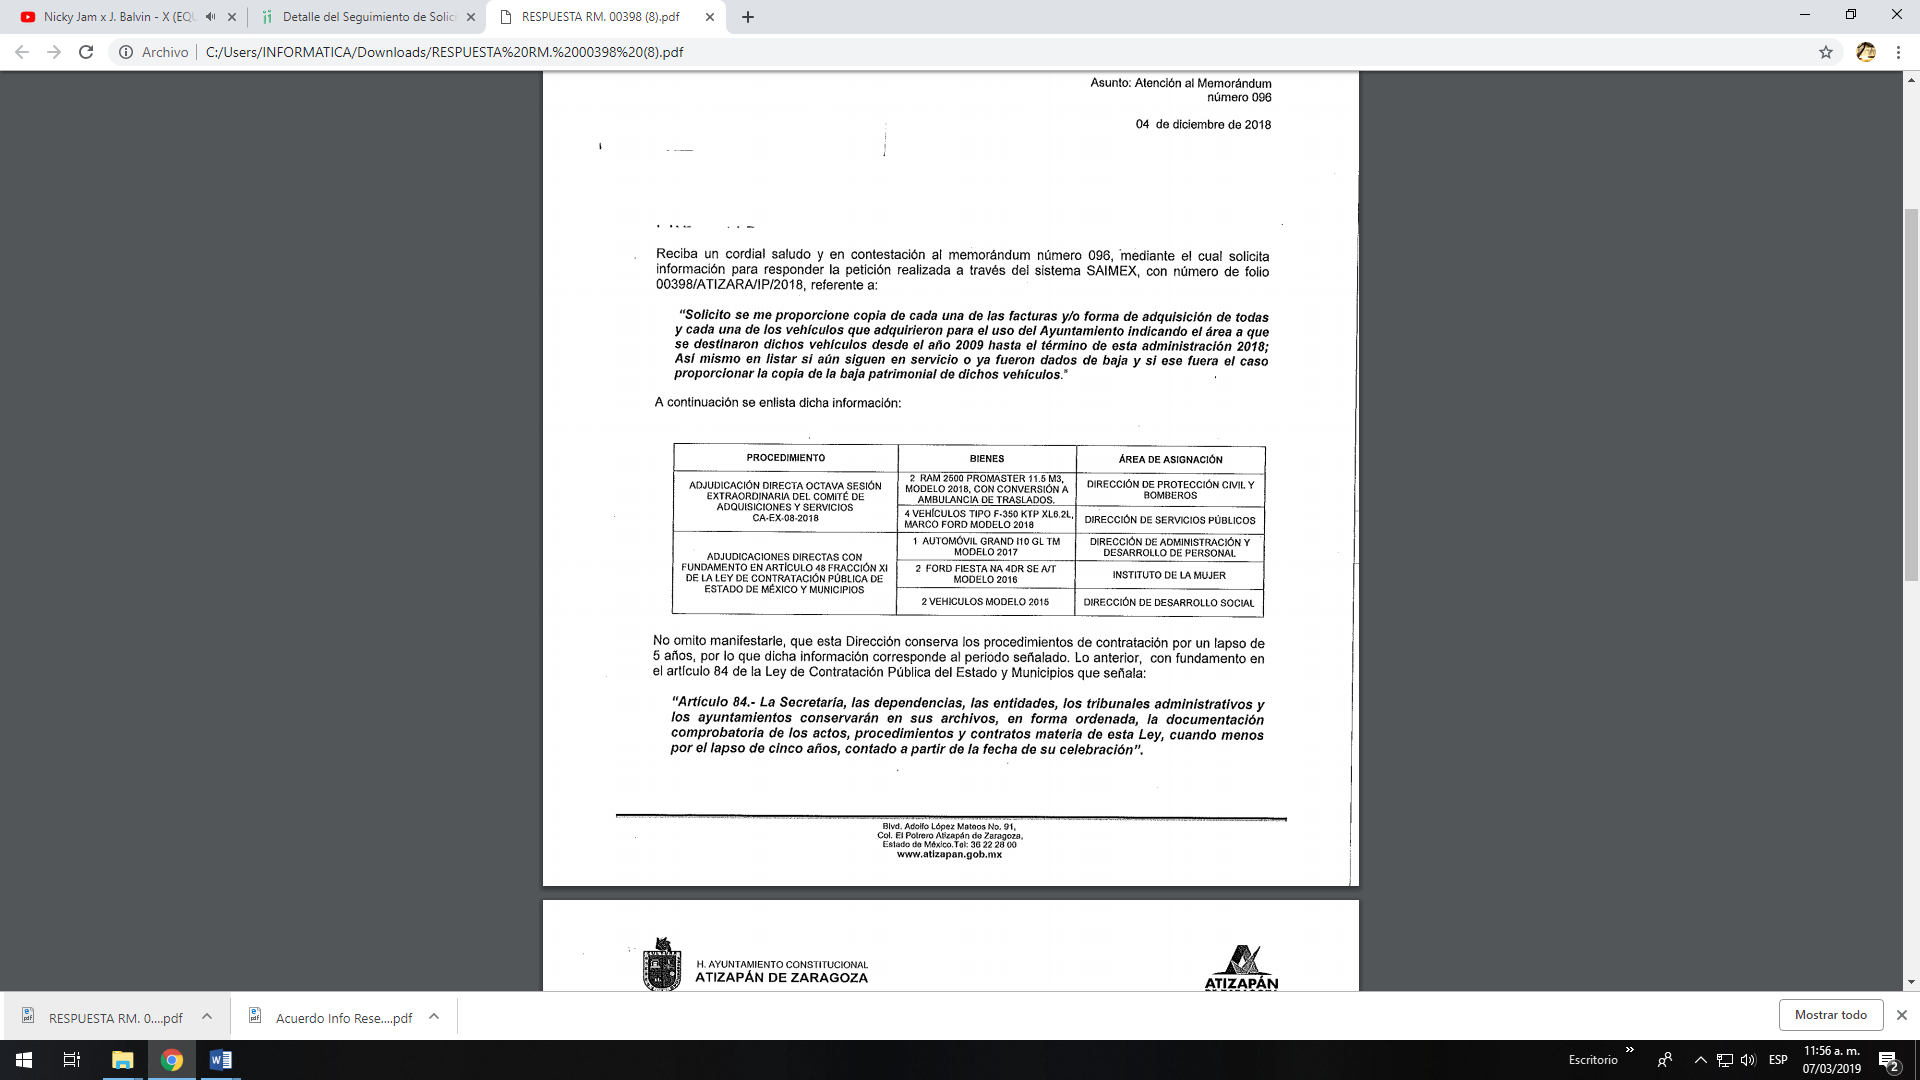 Nicky Jam x J. Balvin - X (EQU
Detalle del Seguimiento de Solici
RESPUESTA RM. 00398 (8).pdf
Archivo
C:/Users/INFORMATICA/Downloads/RESPUESTA%20RM.%2000398%20(8).pdf
Asunto: Atención al Memorándum
número 096
04 de diciembre de 2018
Reciba un cordial saludo y en contestación al memorándum número 096, mediante el cual solicita
información para responder la petición realizada a través del sistema SAIMEX, con número de folio
00398/ATIZARA/IP/2018, referente a:
"Solicito se me proporcione copia de cada una de las facturas y/o forma de adquisición de todas
y cada una de los vehículos que adquirieron para el uso del Ayuntamiento indicando el área a que
se destinaron dichos vehículos desde el año 2009 hasta el término de esta administración 2018;
Así mismo en listar si aún siguen en servicio o ya fueron dados de baja y si ese fuera el caso
proporcionar la copia de la baja patrimonial de dichos vehículos."
A continuación se enlista dicha información:
PROCEDIMIENTO BIENES ÁREA DE ASIGNACIÓN
ADJUDICACIÓN DIRECTA OCTAVA SESIÓN
EXTRAORDINARIA DEL COMITÉ DE
ADQUISICIONES Y SERVICIOS
CA-EX-08-2018
2 RAM 2500 PROMASTER 11.5 M3,
MODELO 2018, CON CONVERSIÓN A
AMBULANCIA DE TRASLADOS.
DIRECCIÓN DE PROTECCIÓN CIVIL Y
BOMBEROS
4 VEHÍCULOS TIPO F-350 KTP XL6.2L,
MARCO FORD MODELO 2018
DIRECCIÓN DE SERVICIOS PÚBLICOS
ADJUDICACIONES DIRECTAS CON
FUNDAMENTO EN ARTÍCULO 48 FRACCIÓN XI
DE LA LEY DE CONTRATACIÓN PÚBLICA DE
ESTADO DE MÉXICO Y MUNICIPIOS
1 AUTOMÓVIL GRAND I10 GL TM
MODELO 2017
DIRECCIÓN DE ADMINISTRACIÓN Y
DESARROLLO DE PERSONAL
2 FORD FIESTA NA 4DR SE A/T
MODELO 2016
INSTITUTO DE LA MUJER
2 VEHICULOS MODELO 2015
DIRECCIÓN DE DESARROLLO SOCIAL
No omito manifestarle, que esta Dirección conserva los procedimientos de contratación por un lapso de
5 años, por lo que dicha información corresponde al periodo señalado. Lo anterior, con fundamento en
el artículo 84 de la Ley de Contratación Pública del Estado y Municipios que señala:
"Artículo 84.- La Secretaría, las dependencias, las entidades, los tribunales administrativos y
los ayuntamientos conservarán en sus archivos, en forma ordenada, la documentación
comprobatoria de los actos, procedimientos y contratos materia de esta Ley, cuando menos
por el lapso de cinco años, contado a partir de la fecha de su celebración".
Blvd. Adolfo López Mateos No. 91,
Col. El Potrero Atizapán de Zaragoza,
Estado de México.Tel: 36 22 28 00
www.atizapan.gob.mx
H. AYUNTAMIENTO CONSTITUCIONAL
ATIZAPÁN DE ZARAGOZA
ATIZAPÁN
RESPUESTA RM. 0....pdf
Acuerdo Info Rese....pdf
Mostrar todo
Escritorio
ESP
11:56 a. m.
07/03/2019
2